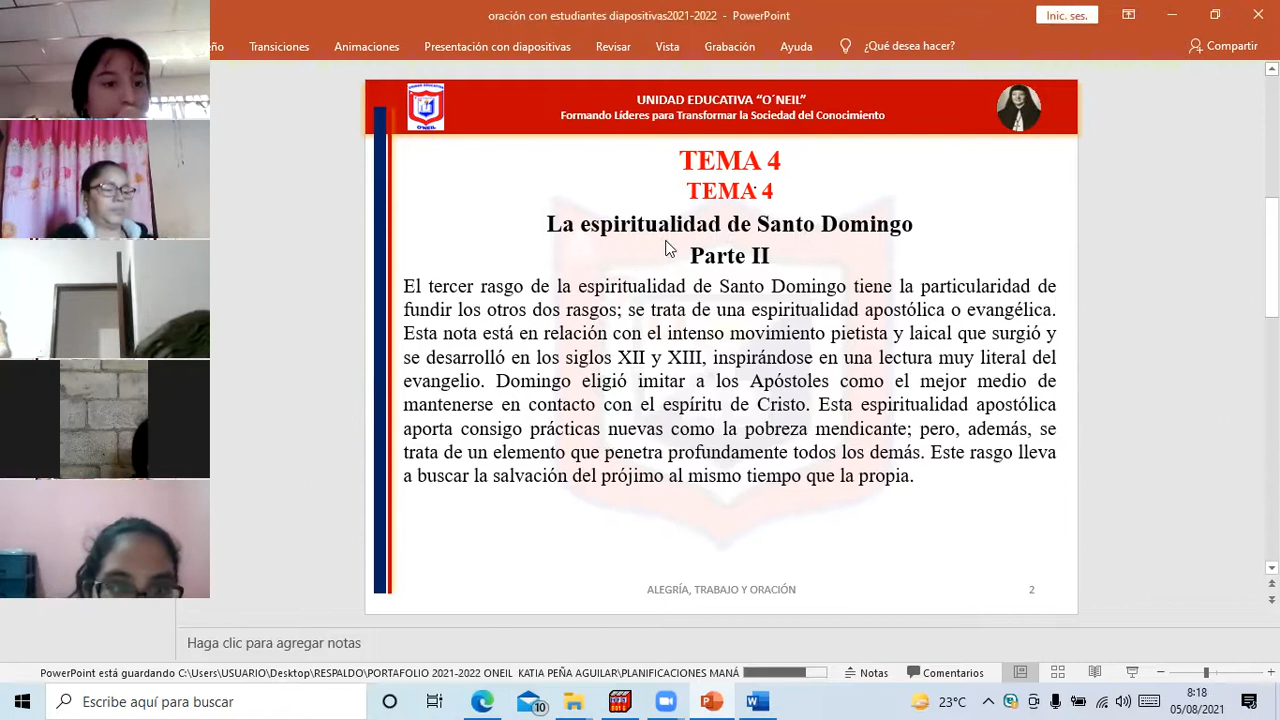 oración con estudiantes diapositivas2021-2022 - PowerPoint
Inic. ses.
ño Transiciones Animaciones Presentación con diapositivas Revisar Vista Grabación Ayuda ¿Qué desea hacer? Compartir
UNIDAD EDUCATIVA "O´NEIL"
Formando Líderes para Transformar la Sociedad del Conocimiento
O'NEIL
TEMA 4
TEMA 4
La espiritualidad de Santo Domingo
Parte II
El tercer rasgo de la espiritualidad de Santo Domingo tiene la particularidad de
fundir los otros dos rasgos; se trata de una espiritualidad apostólica o evangélica.
Esta nota está en relación con el intenso movimiento pietista y laical que surgió y
se desarrolló en los siglos XII y XIII, inspirándose en una lectura muy literal del
evangelio. Domingo eligió imitar a los Apóstoles como el mejor medio de
mantenerse en contacto con el espíritu de Cristo. Esta espiritualidad apostólica
aporta consigo prácticas nuevas como la pobreza mendicante; pero, además, se
trata de un elemento que penetra profundamente todos los demás. Este rasgo lleva
a buscar la salvación del prójimo al mismo tiempo que la propia.
ALEGRÍA, TRABAJO Y ORACIÓN
2
Haga clic para agregar notas
PowerPoint está guardando C:\Users\USUARIO\Desktop\RESPALDO\PORTAFOLIO 2021-2022 ONEIL KATIA PEÑA AGUILAR\PLANIFICACIONES MANÁ
Notas Comentarios
Escribe aquí para buscar
10
23°C
8:18
05/08/2021